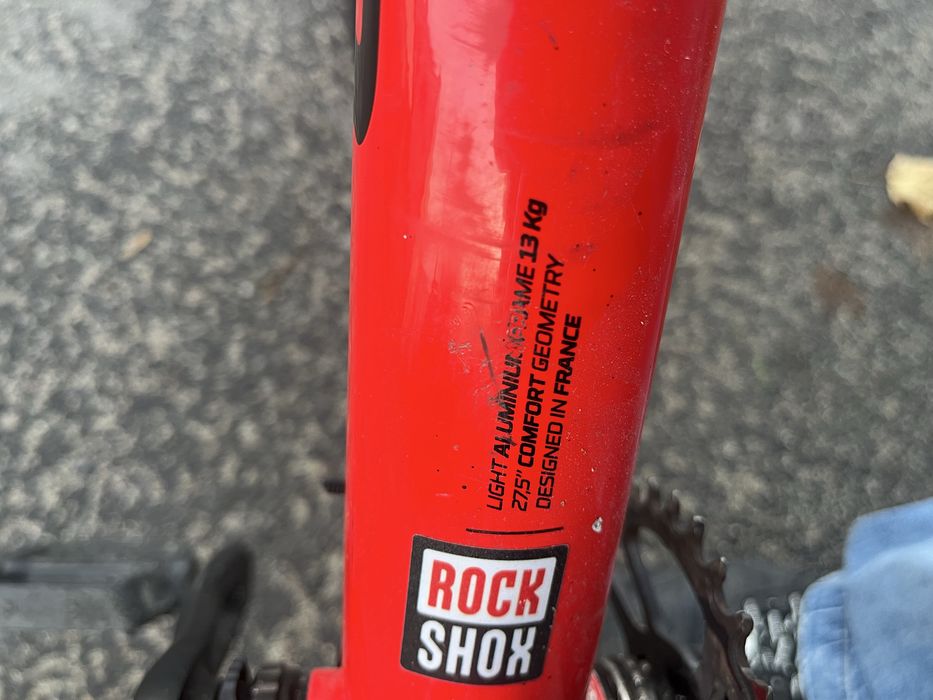 LIGHT ALUMINIUM FRAME 13 Kg
27,5" COMFORT GEOMETRY
DESIGNED IN FRANCE
ROCK
SHOX